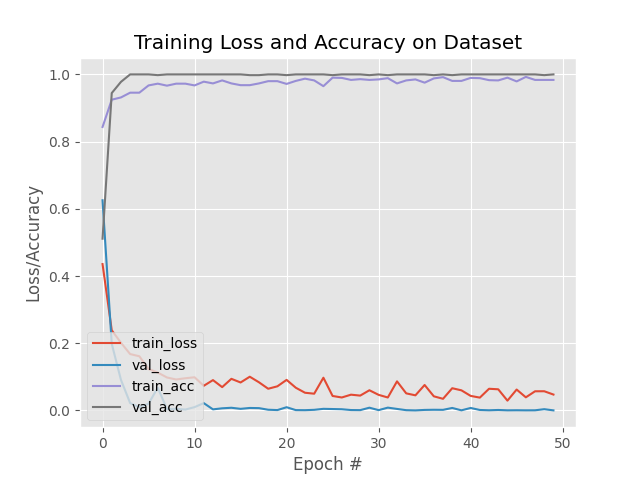 Training Loss and Accuracy on Dataset
1.0
0.8
0.6
0.4
0.2
0.0
Loss/Accuracy
train_loss
val_loss
train_acc
val_acc
0 10 20 30 40 50
Epoch #